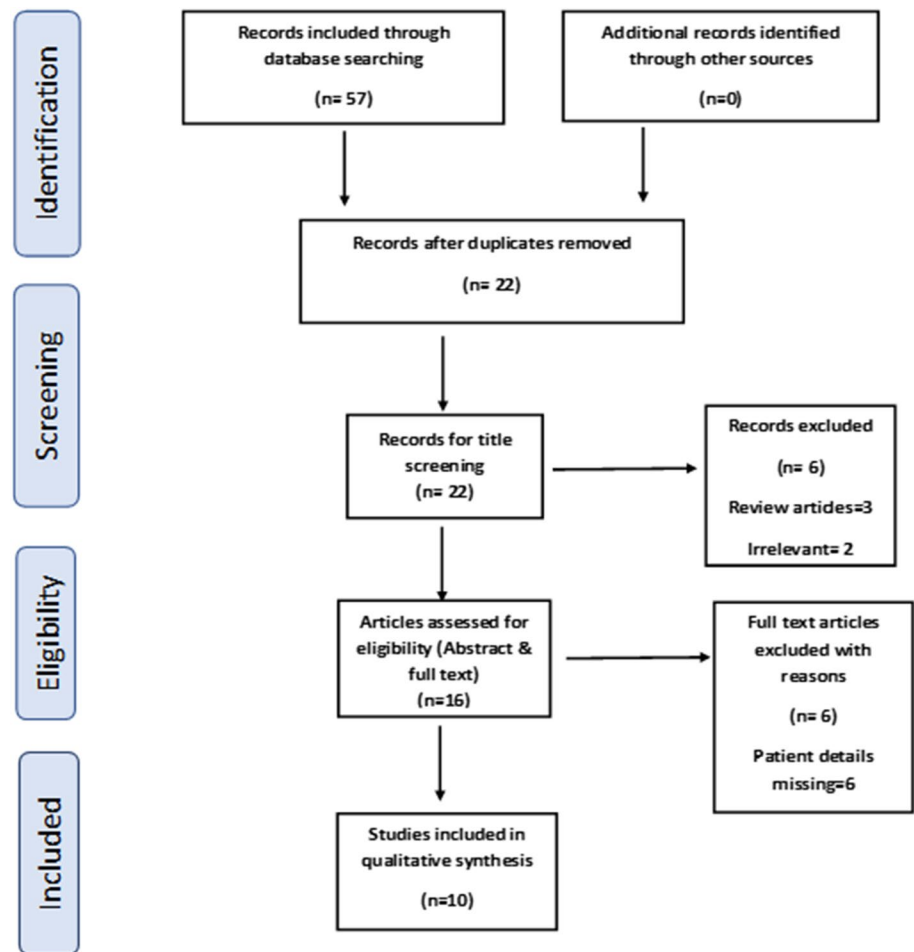 Identification
Records included through
database searching
(n= 57)
Additional records identified
through other sources
(n=0)
Records after duplicates removed
(n= 22)
Screening
Records for title
screening
(n= 22)
Records excluded
(n= 6)
Review articles=3
Irrelevant= 2
Eligibility
Articles assessed for
eligibility (Abstract &
full text)
(n=16)
Full text articles
excluded with
reasons
(n= 6)
Patient details
missing=6
Included
Studies included in
qualitative synthesis
(n=10)